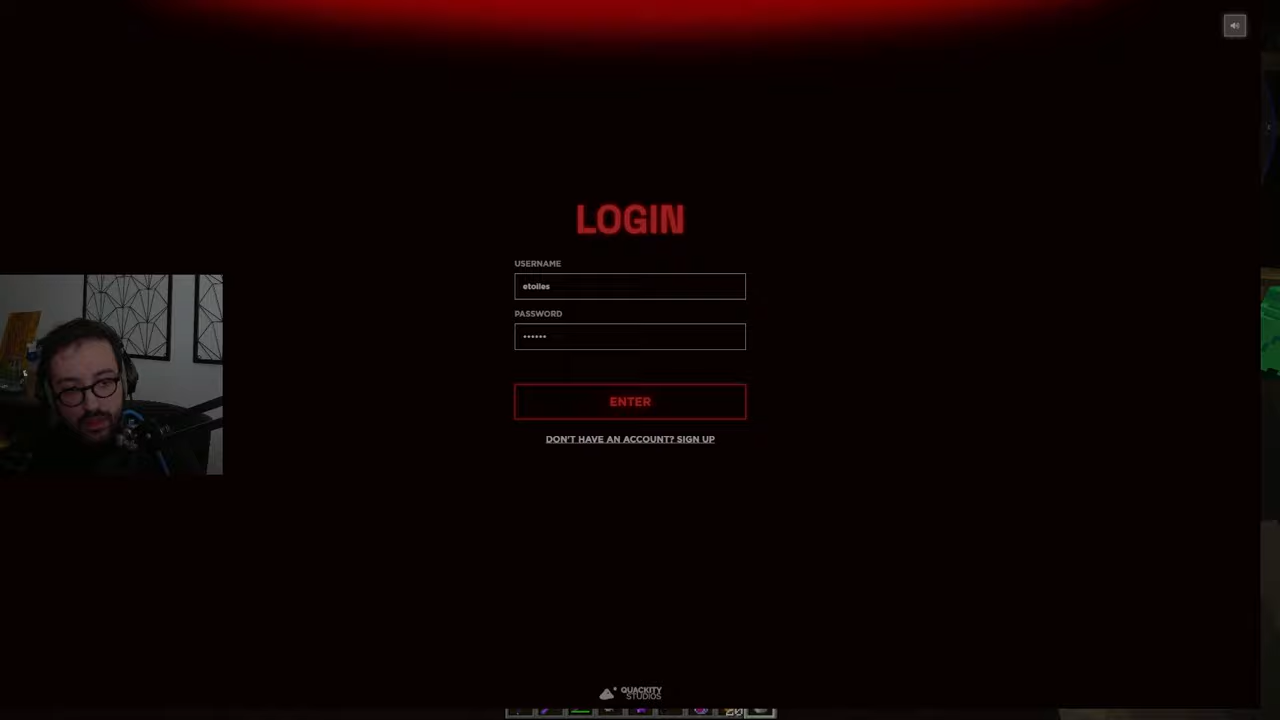 LOGIN
USERNAME
etoiles
PASSWORD
••••••
ENTER
DON'T HAVE AN ACCOUNT? SIGN UP
QUACKITY
STUDIOS